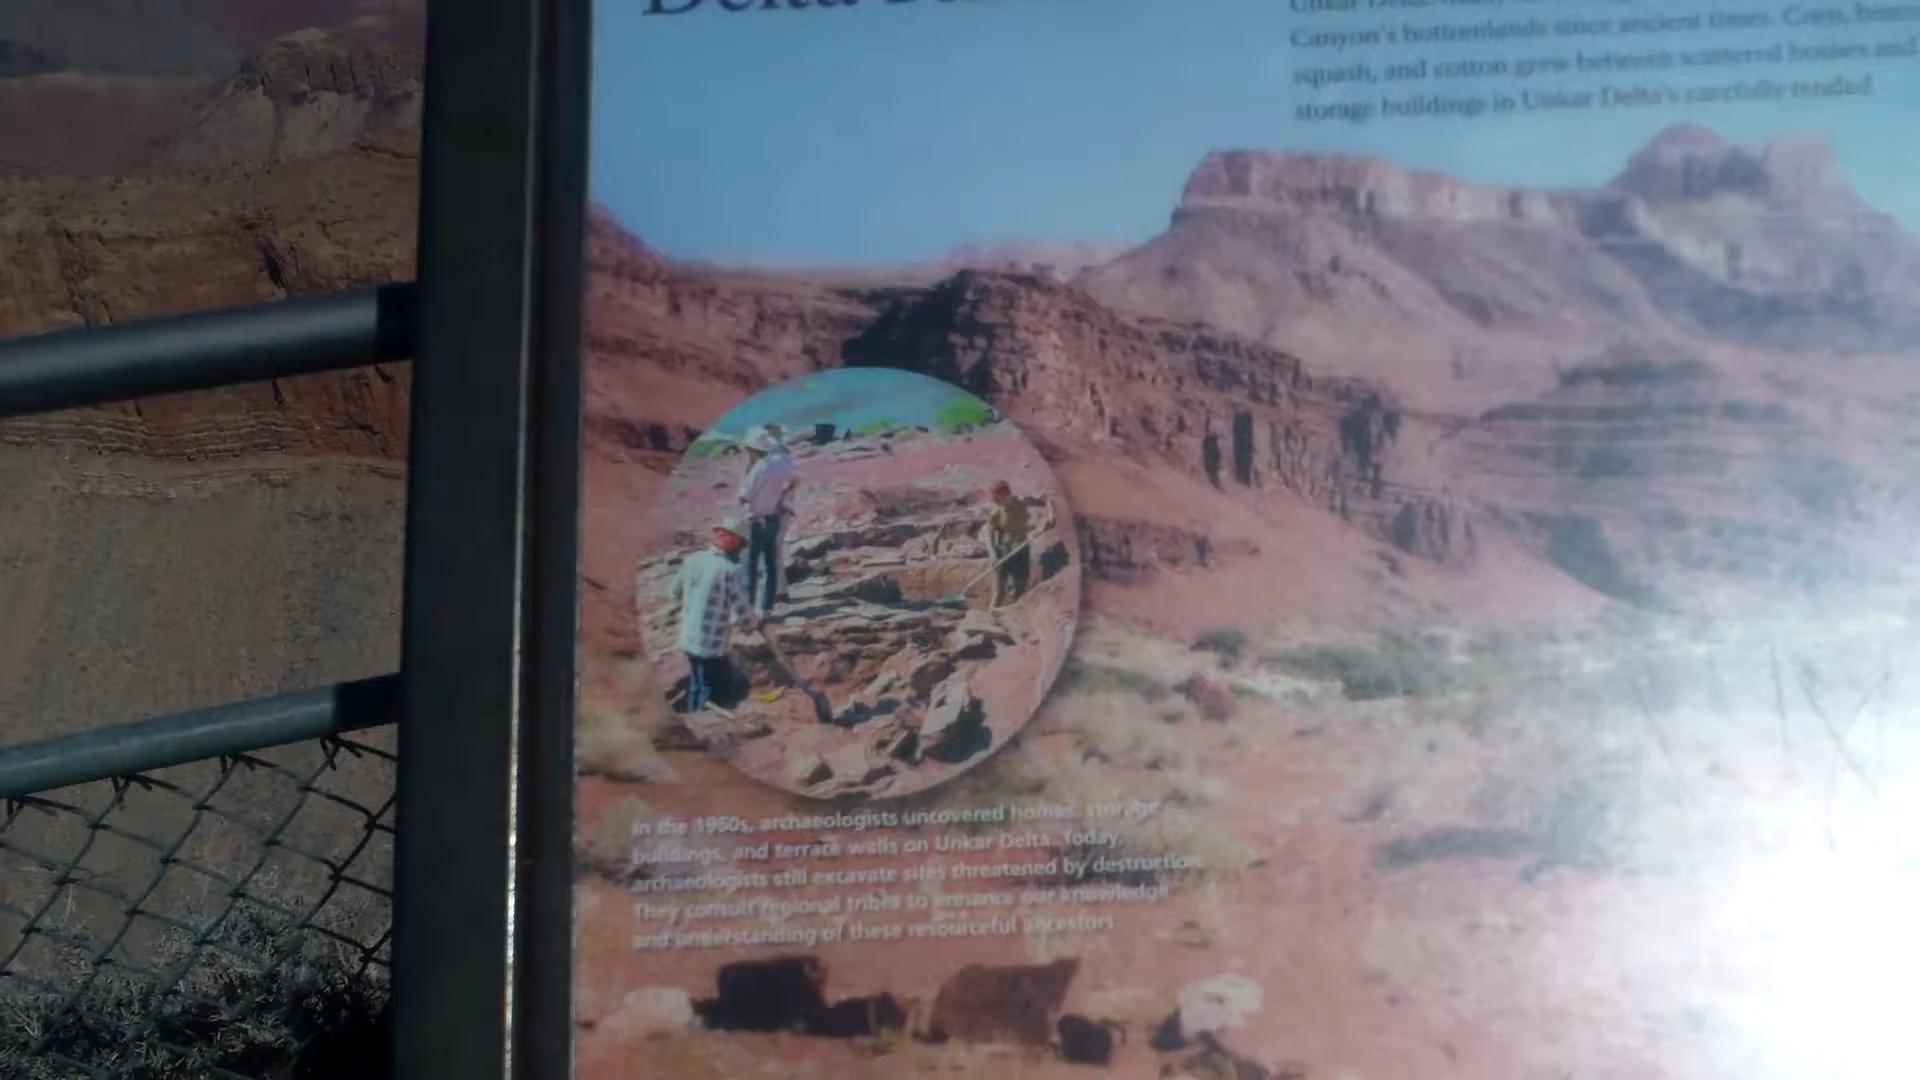 Delta
Unkar Delta
Canyon's bottomlands since ancient times. Corn, beans,
squash, and cotton grew between scattered houses and
storage buildings in Unkar Delta's carefully tended
In the 1960s, archaeologists uncovered homes, storage
buildings, and terrace walls on Unkar Delta. Today,
archaeologists still excavate sites threatened by destruction.
They consult regional tribes to enhance our knowledge
and understanding of these resourceful ancestors.